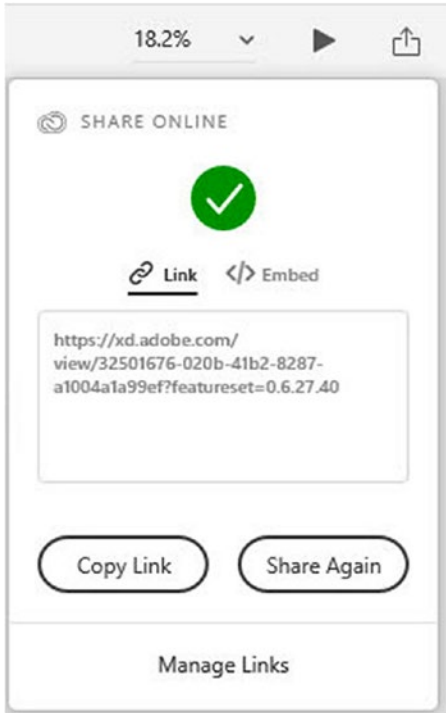 18.2%
SHARE ONLINE
Link </> Embed
https://xd.adobe.com/
view/32501676-020b-41b2-8287-
a1004a1a99ef?featureset=0.6.27.40
Copy Link Share Again
Manage Links